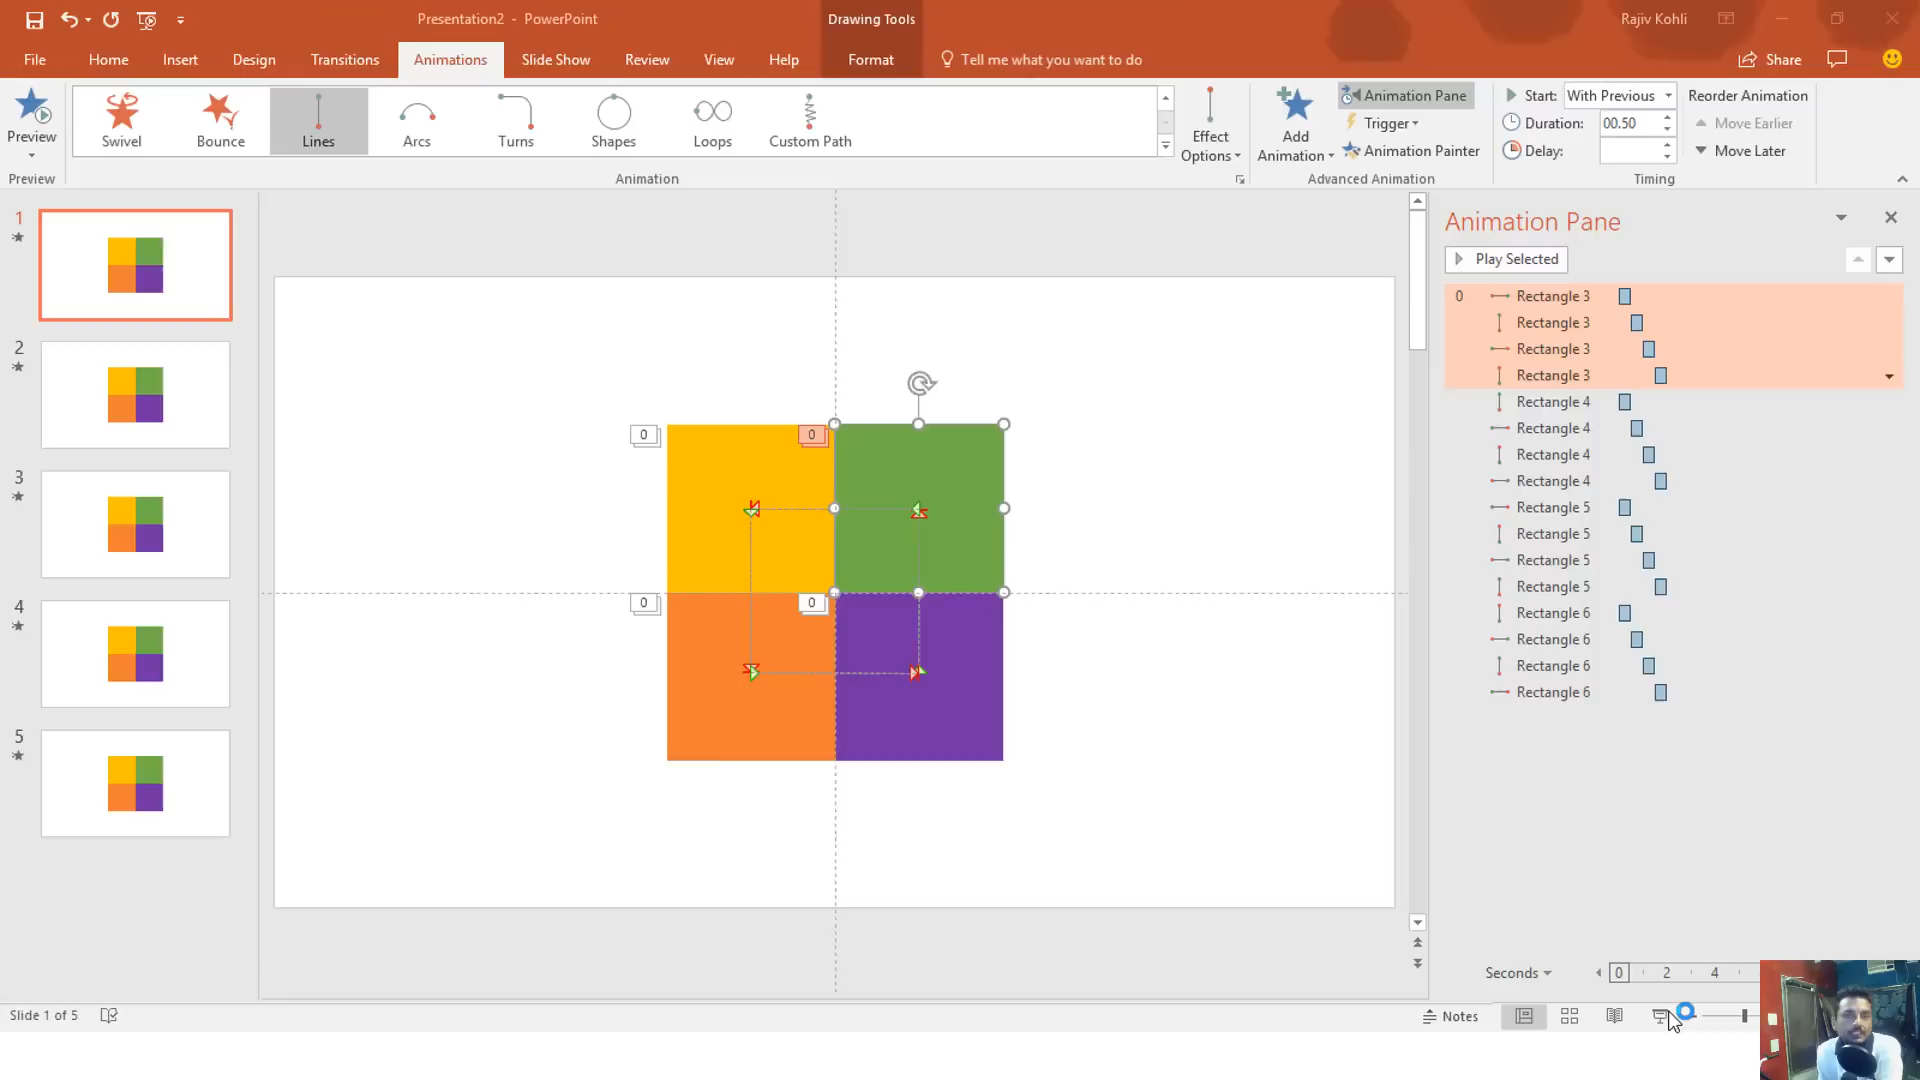 Presentation2 - PowerPoint
Drawing Tools
Rajiv Kohli
File Home Insert Design Transitions Animations Slide Show Review View Help Format Tell me what you want to do Share
Preview
Swivel Bounce Lines Arcs Turns Shapes Loops Custom Path
Effect Options
Add Animation
Animation Pane
Trigger
Animation Painter
Start: With Previous
Duration: 00.50
Delay:
Reorder Animation
Move Earlier
Move Later
Preview Animation Advanced Animation Timing
1
2
3
4
5
0 0
0 0
Animation Pane
Play Selected
0 Rectangle 3
Rectangle 3
Rectangle 3
Rectangle 3
Rectangle 4
Rectangle 4
Rectangle 4
Rectangle 4
Rectangle 5
Rectangle 5
Rectangle 5
Rectangle 5
Rectangle 6
Rectangle 6
Rectangle 6
Rectangle 6
Seconds 0 2 4
Slide 1 of 5 Notes